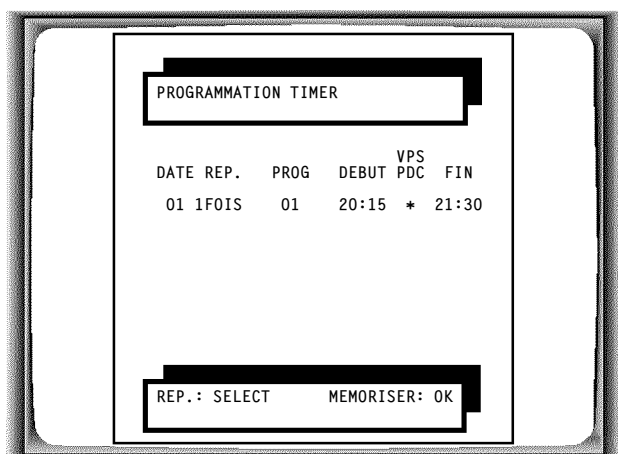 PROGRAMMATION TIMER
VPS
DATE REP. PROG DEBUT PDC FIN
01 1FOIS 01 20:15 * 21:30
REP.: SELECT MEMORISER: OK